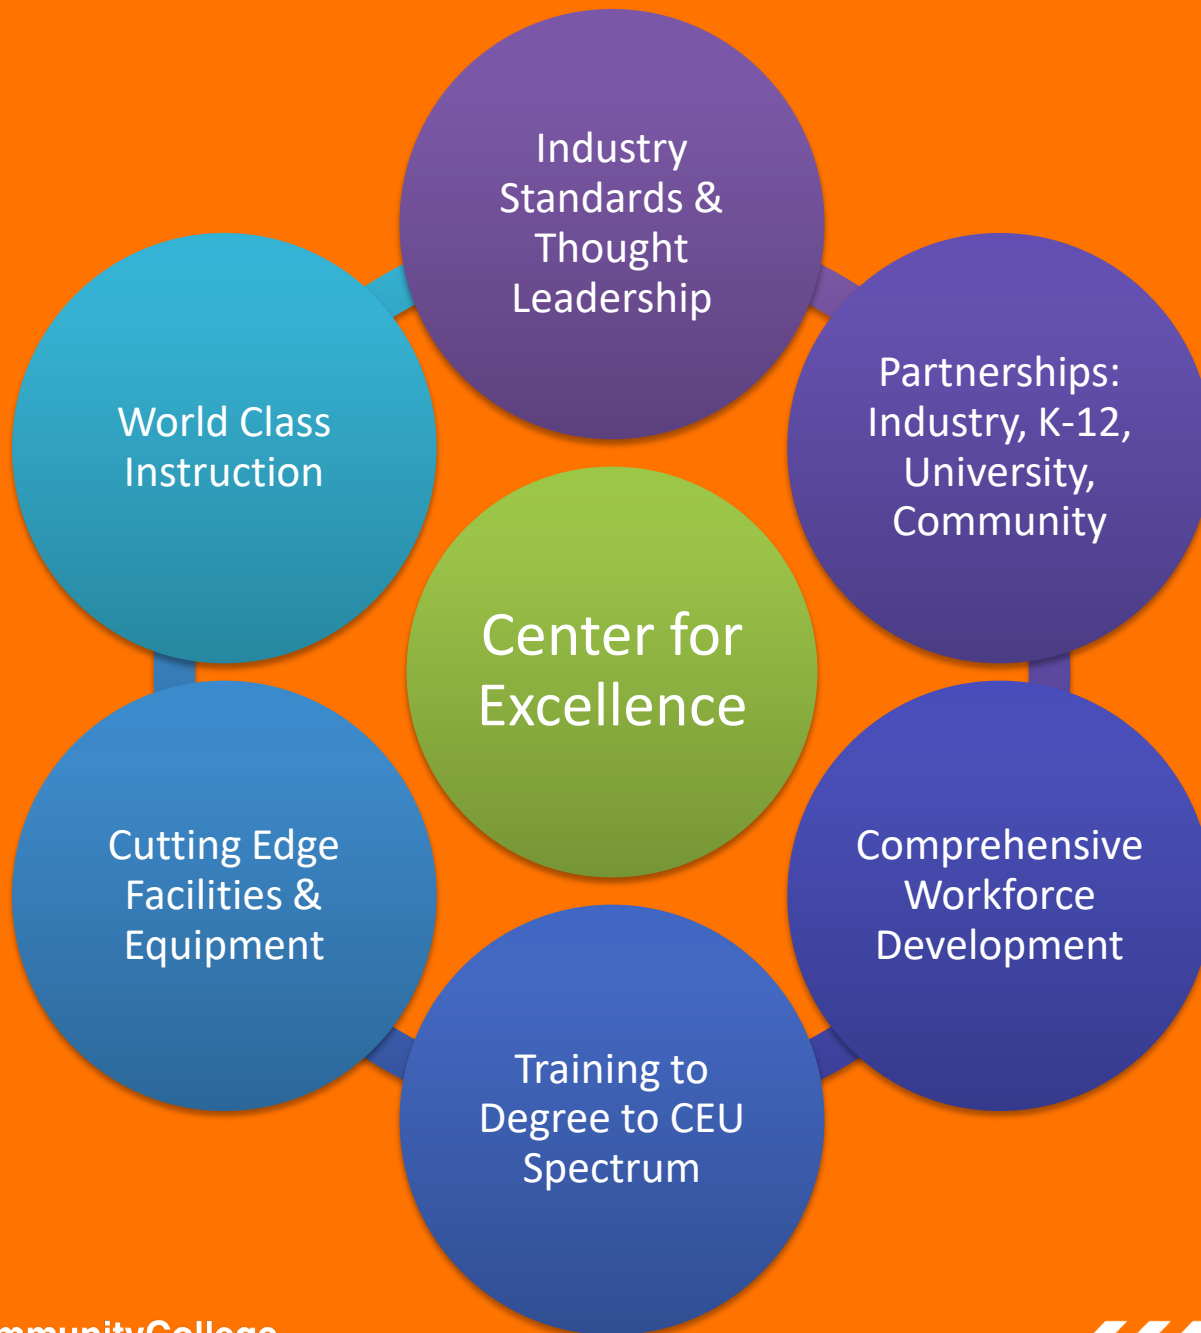 Industry
Standards &
Thought
Leadership
Partnerships:
Industry, K-12,
University,
Community
World Class
Instruction
Center for
Excellence
Cutting Edge
Facilities &
Equipment
Comprehensive
Workforce
Development
Training to
Degree to CEU
Spectrum